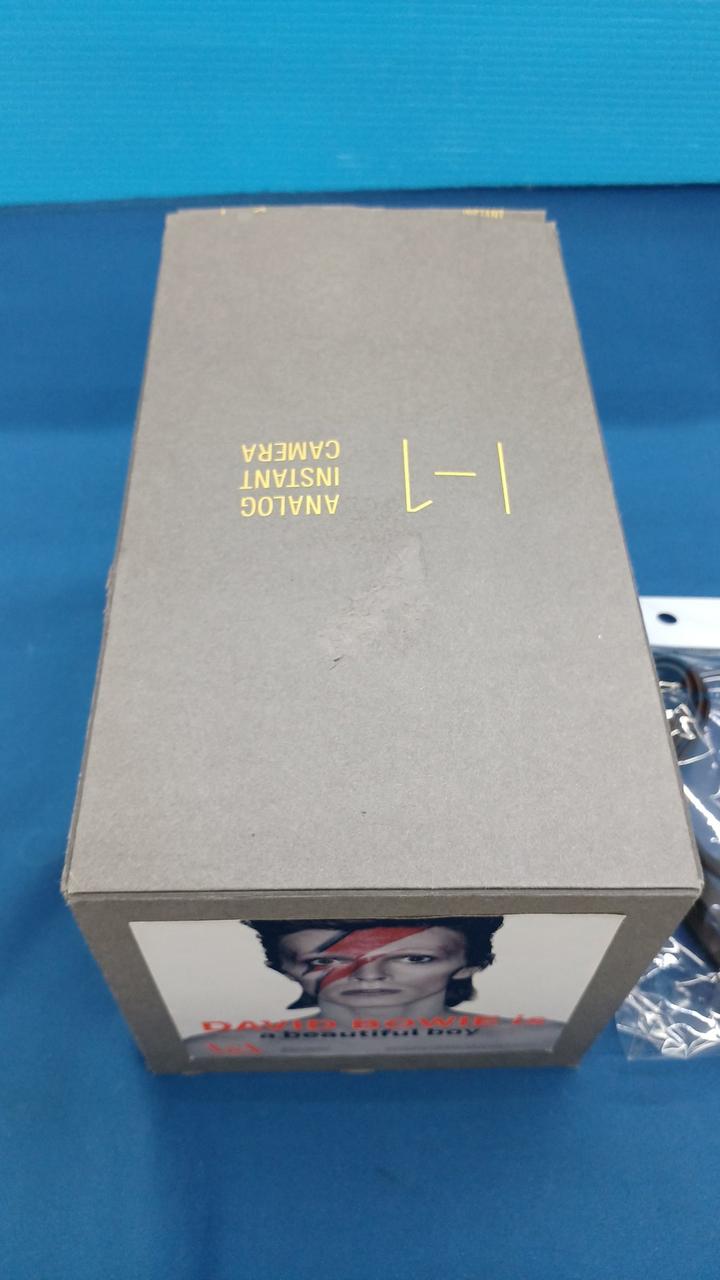 I-1
ANALOG
INSTANT
CAMERA
DAVID BOWIE is
a beautiful boy